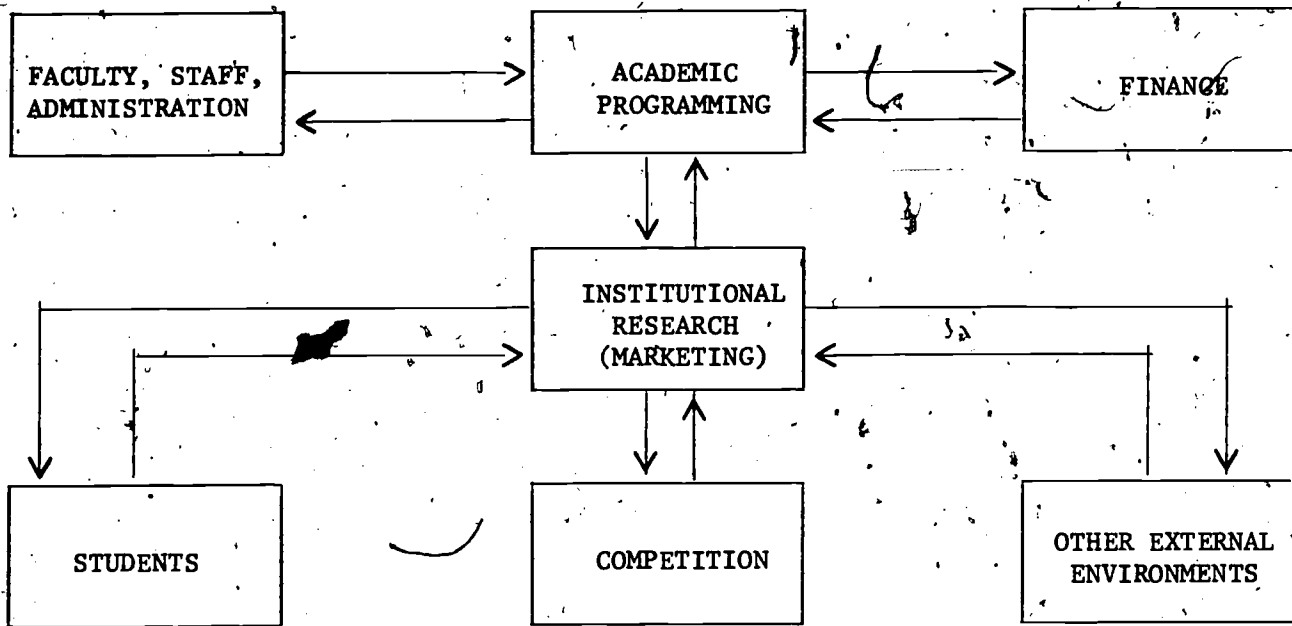 FACULTY, STAFF,
ADMINISTRATION
ACADEMIC
PROGRAMMING
FINANCE
INSTITUTIONAL
RESEARCH
(MARKETING)
STUDENTS
COMPETITION
OTHER EXTERNAL
ENVIRONMENTS